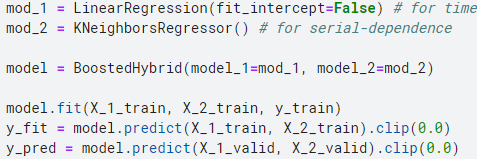 mod_1 = LinearRegression(fit_intercept=False) # for time
mod_2 = KNeighborsRegressor() # for serial-dependence
model = BoostedHybrid(model_1=mod_1, model_2=mod_2)
model.fit(X_1_train, X_2_train, y_train)
y_fit = model.predict(X_1_train, X_2_train).clip(0.0)
y_pred = model.predict(X_1_valid, X_2_valid).clip(0.0)